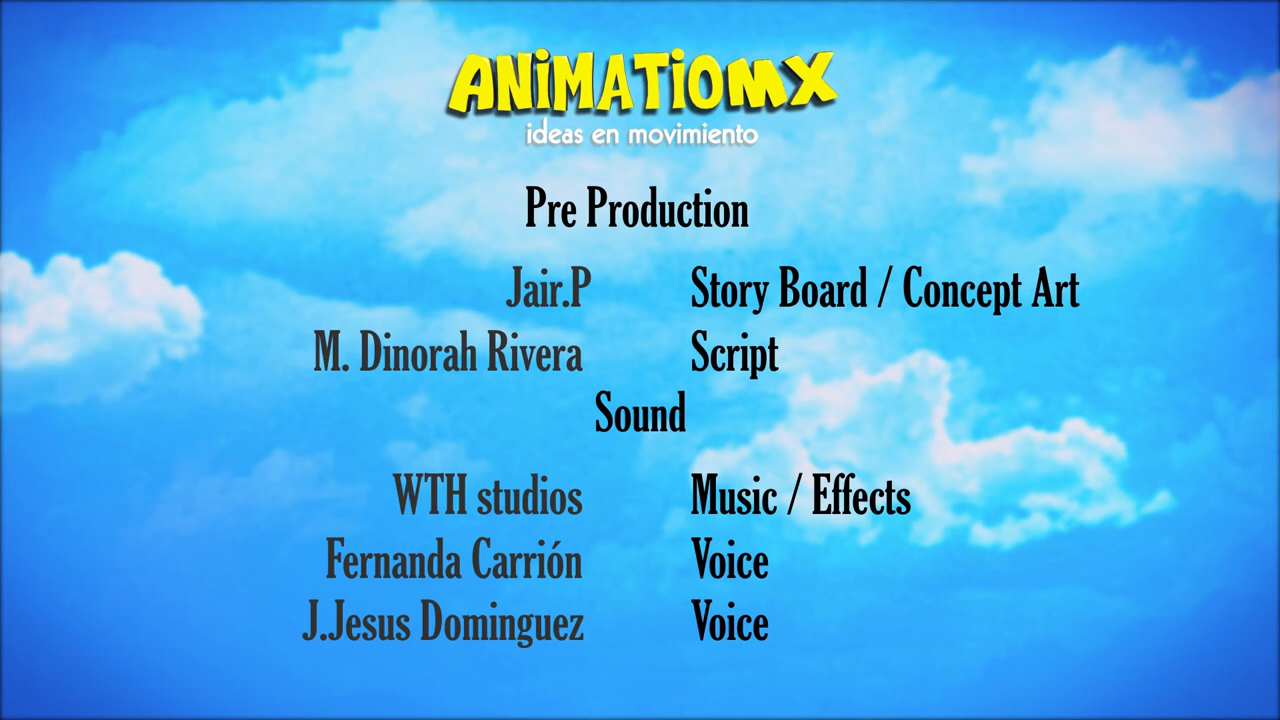 ANiMATiOMX
ideas en movimiento
Pre Production
Jair.P Story Board / Concept Art
M. Dinorah Rivera Script
Sound
WTH studios Music / Effects
Fernanda Carrión Voice
J.Jesus Dominguez Voice